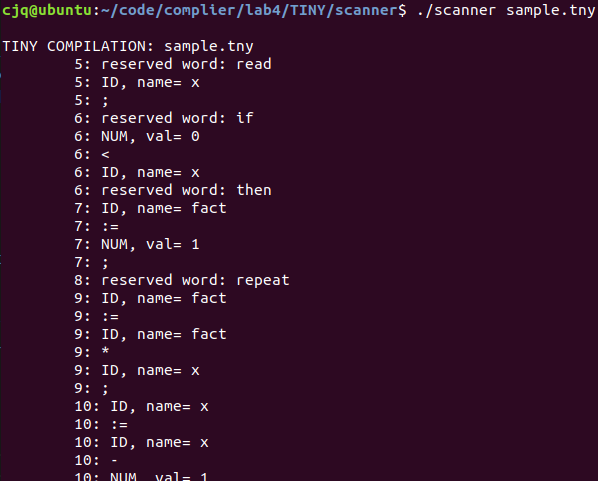 cjq@ubuntu:~/code/complier/lab4/TINY/scanner$ ./scanner sample.tny
TINY COMPILATION: sample.tny
5: reserved word: read
5: ID, name= x
5: ;
6: reserved word: if
6: NUM, val= 0
6: <
6: ID, name= x
6: reserved word: then
7: ID, name= fact
7: :=
7: NUM, val= 1
7: ;
8: reserved word: repeat
9: ID, name= fact
9: :=
9: ID, name= fact
9: *
9: ID, name= x
9: ;
10: ID, name= x
10: :=
10: ID, name= x
10: -
10: NUM, val= 1